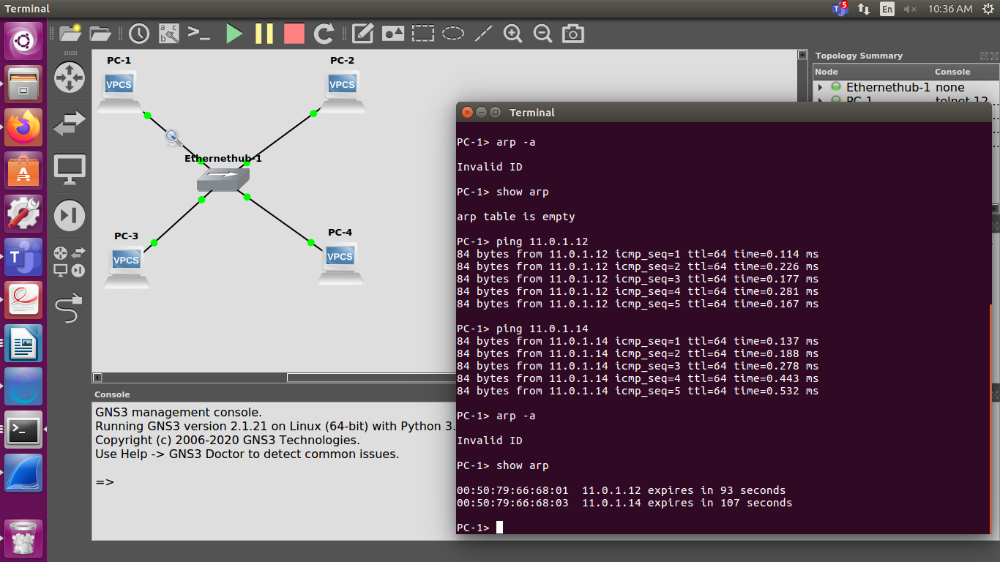 Terminal
5
En
10:36 AM
a c
b
PC-1
PC-2
VPCS
VPCS
Ethernethub-1
PC-3
PC-4
VPCS
VPCS
Topology Summary
Node Console
Ethernethub-1 none
PC-1 telnet 12
Terminal
PC-1> arp -a
Invalid ID
PC-1> show arp
arp table is empty
PC-1> ping 11.0.1.12
84 bytes from 11.0.1.12 icmp_seq=1 ttl=64 time=0.114 ms
84 bytes from 11.0.1.12 icmp_seq=2 ttl=64 time=0.226 ms
84 bytes from 11.0.1.12 icmp_seq=3 ttl=64 time=0.177 ms
84 bytes from 11.0.1.12 icmp_seq=4 ttl=64 time=0.281 ms
84 bytes from 11.0.1.12 icmp_seq=5 ttl=64 time=0.167 ms
PC-1> ping 11.0.1.14
84 bytes from 11.0.1.14 icmp_seq=1 ttl=64 time=0.137 ms
84 bytes from 11.0.1.14 icmp_seq=2 ttl=64 time=0.188 ms
84 bytes from 11.0.1.14 icmp_seq=3 ttl=64 time=0.278 ms
84 bytes from 11.0.1.14 icmp_seq=4 ttl=64 time=0.443 ms
84 bytes from 11.0.1.14 icmp_seq=5 ttl=64 time=0.532 ms
PC-1> arp -a
Invalid ID
PC-1> show arp
00:50:79:66:68:01  11.0.1.12 expires in 93 seconds
00:50:79:66:68:03  11.0.1.14 expires in 107 seconds
PC-1>
Console
GNS3 management console.
Running GNS3 version 2.1.21 on Linux (64-bit) with Python 3.
Copyright (c) 2006-2020 GNS3 Technologies.
Use Help -> GNS3 Doctor to detect common issues.
=>